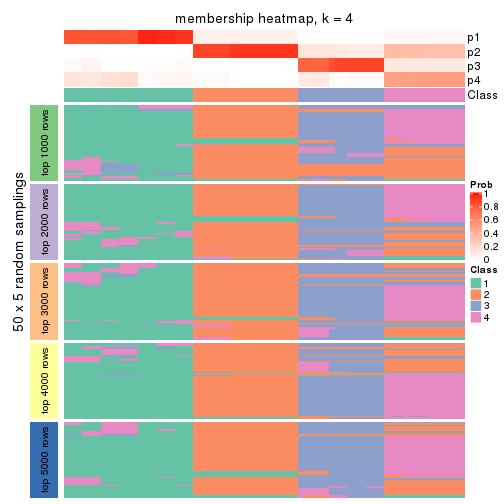 membership heatmap, k = 4
p1
p2
p3
p4
Class
50 x 5 random samplings
top 1000 rows
top 2000 rows
top 3000 rows
top 4000 rows
top 5000 rows
Prob
1
0.8
0.6
0.4
0.2
0
Class
1
2
3
4